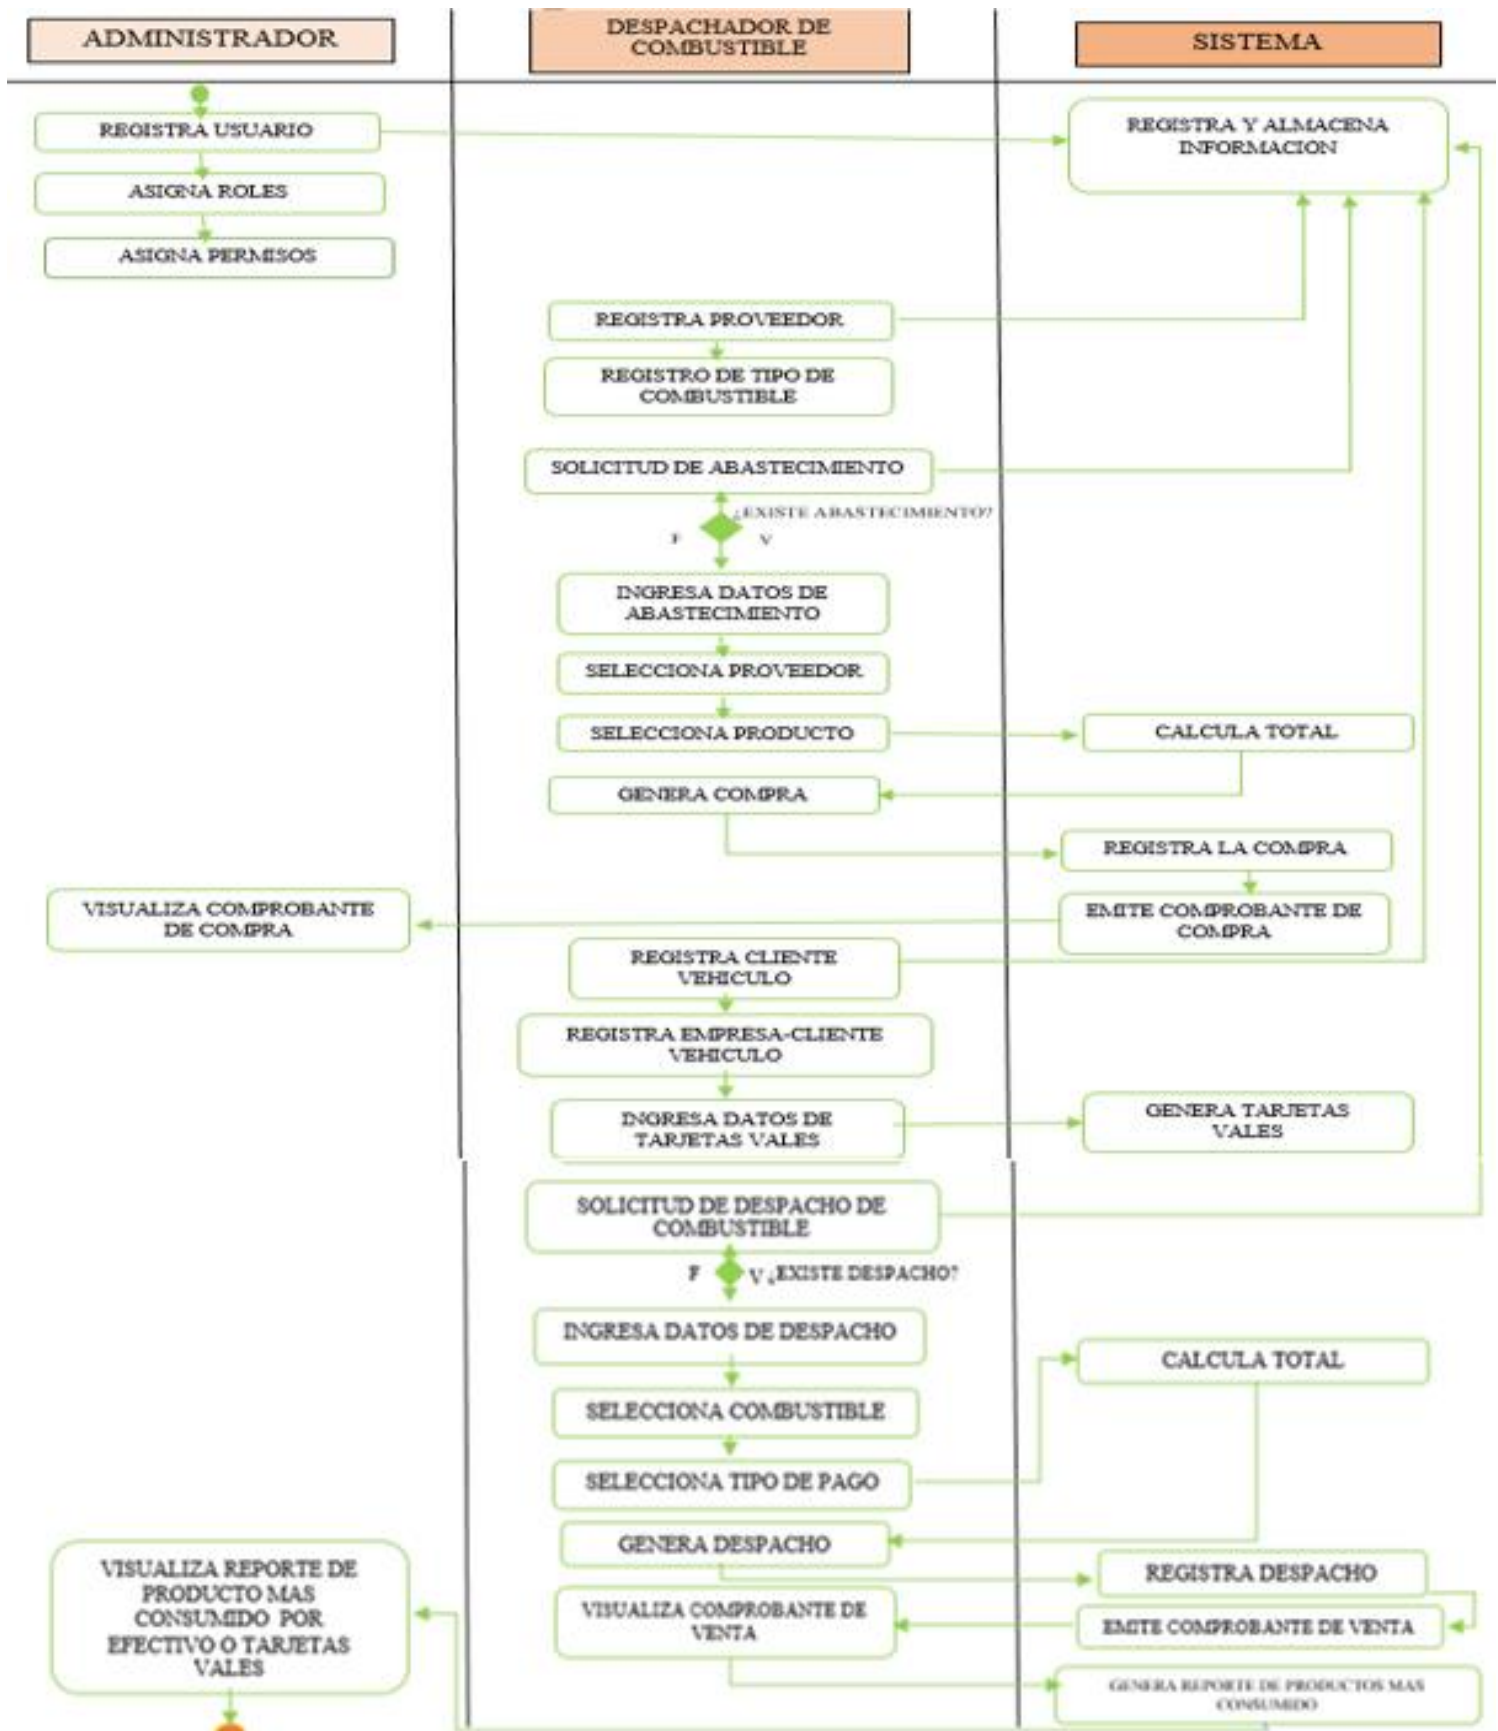 ADMINISTRADOR
DESPACHADOR DE
COMBUSTIBLE
SISTEMA
REGISTRA USUARIO
REGISTRA Y ALMACENA
INFORMACION
ASIGNA ROLES
ASIGNA PERMISOS
REGISTRA PROVEEDOR
REGISTRO DE TIPO DE
COMBUSTIBLE
SOLICITUD DE ABASTECIMIENTO
¿EXISTE ABASTECIMIENTO?
F
V
INGRESA DATOS DE
ABASTECIMIENTO
SELECCIONA PROVEEDOR
SELECCIONA PRODUCTO
CALCULA TOTAL
GENERA COMPRA
REGISTRA LA COMPRA
VISUALIZA COMPROBANTE
DE COMPRA
EMITE COMPROBANTE DE
COMPRA
REGISTRA CLIENTE
VEHICULO
REGISTRA EMPRESA-CLIENTE
VEHICULO
INGRESA DATOS DE
TARJETAS VALES
GENERA TARJETAS
VALES
SOLICITUD DE DESPACHO DE
COMBUSTIBLE
F
V ¿EXISTE DESPACHO?
INGRESA DATOS DE DESPACHO
CALCULA TOTAL
SELECCIONA COMBUSTIBLE
SELECCIONA TIPO DE PAGO
GENERA DESPACHO
REGISTRA DESPACHO
VISUALIZA REPORTE DE
PRODUCTO MAS
CONSUMIDO POR
EFECTIVO O TARJETAS
VALES
VISUALIZA COMPROBANTE DE
VENTA
EMITE COMPROBANTE DE VENTA
GENERA REPORTE DE PRODUCTOS MAS
CONSUMIDO